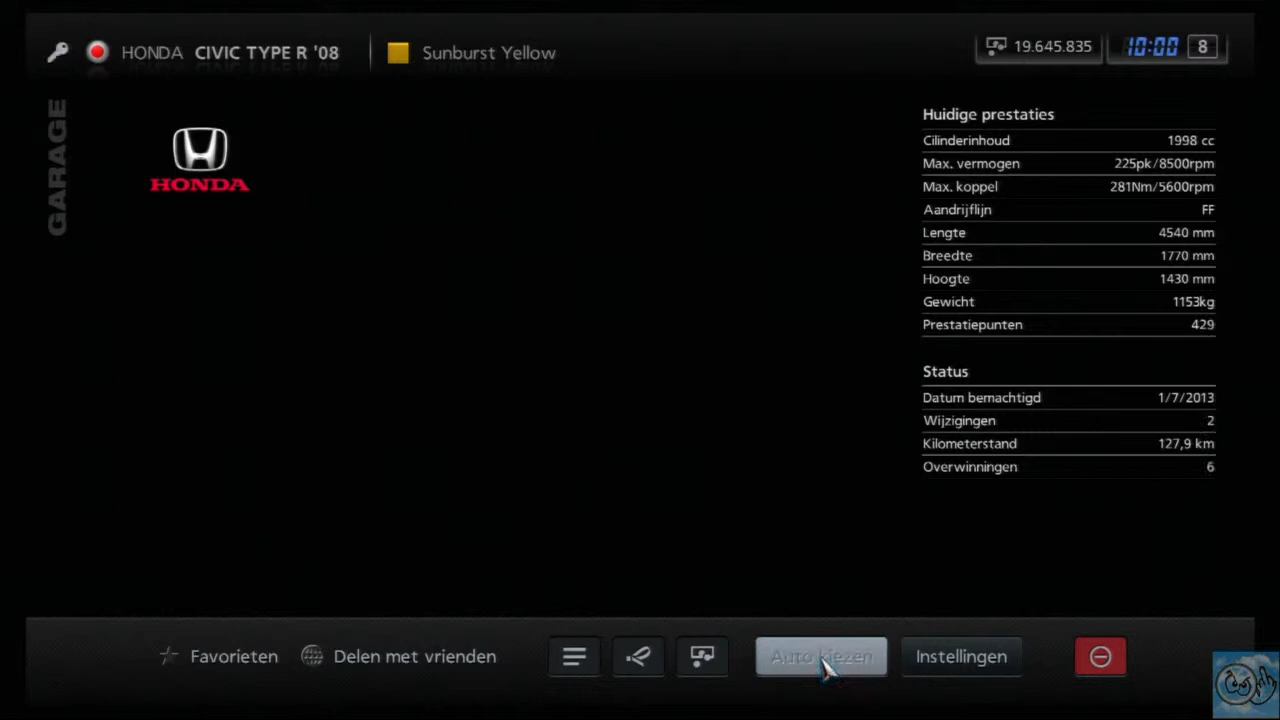 HONDA CIVIC TYPE R '08
Sunburst Yellow
19.645.835
10:00 8
GARAGE
HONDA
Huidige prestaties
Cilinderinhoud 1998 cc
Max. vermogen 225pk/8500rpm
Max. koppel 281Nm/5600rpm
Aandrijflijn FF
Lengte 4540 mm
Breedte 1770 mm
Hoogte 1430 mm
Gewicht 1153kg
Prestatiepunten 429
Status
Datum bemachtigd 1/7/2013
Wijzigingen 2
Kilometerstand 127,9 km
Overwinningen 6
Favorieten
Delen met vrienden
Auto kiezen
Instellingen